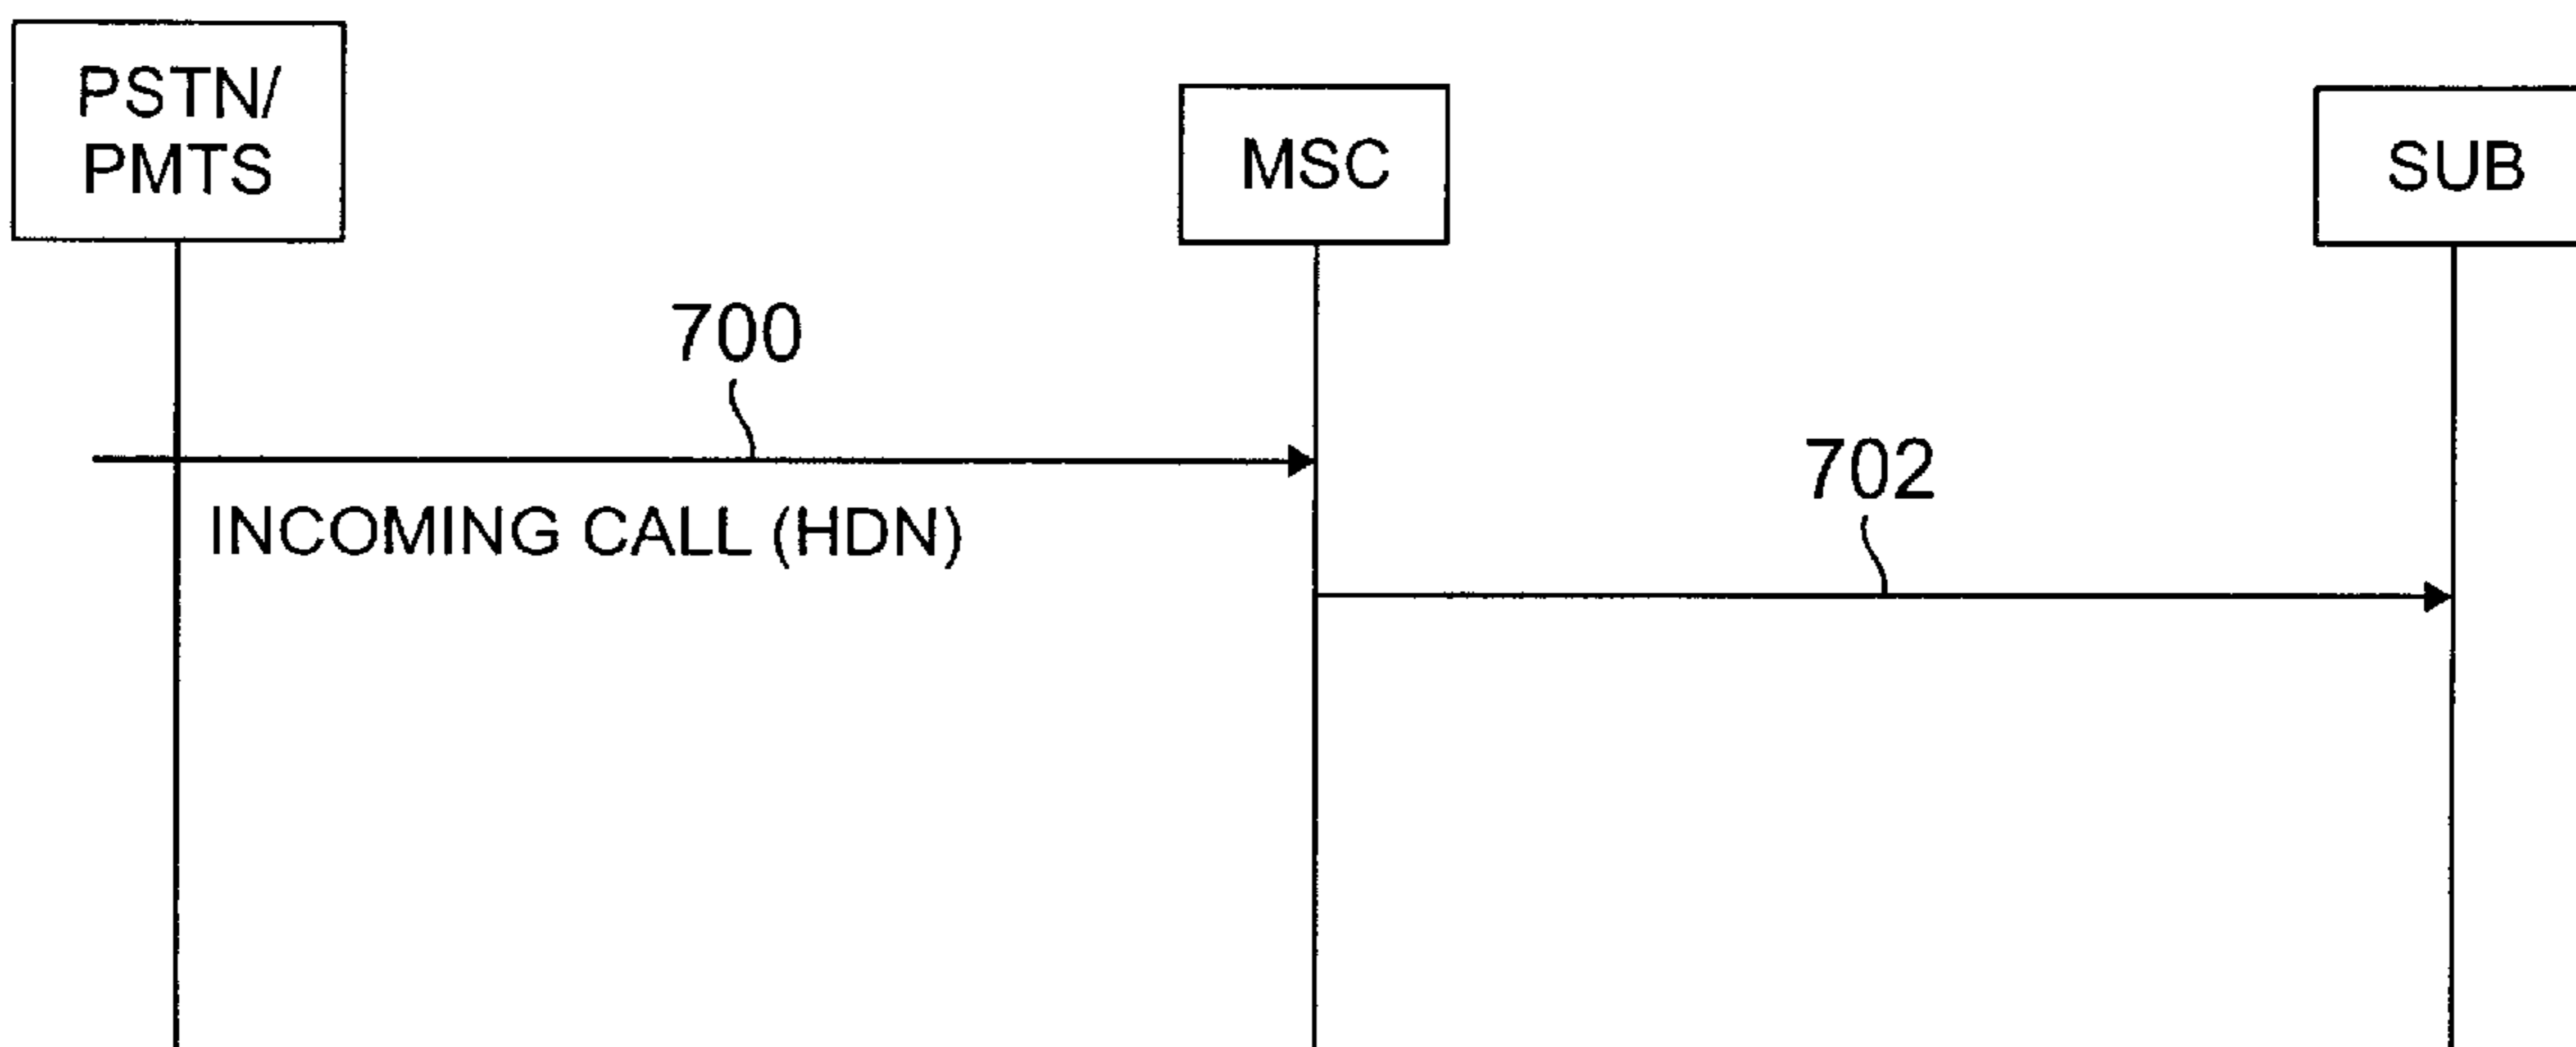 PSTN/
PMTS
MSC
SUB
700
702
INCOMING CALL (HDN)